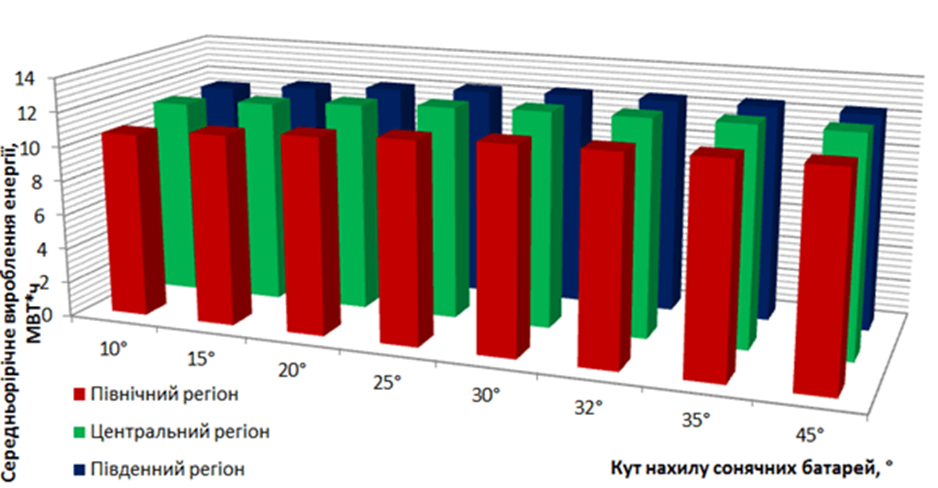 14
12
10
8
6
4
2
0
Середньорірічне вироблення енергії,
МВТ*ч
10°
15°
20°
25°
30°
32°
35°
45°
Північний регіон
Центральний регіон
Південний регіон
Кут нахилу сонячних батарей, °